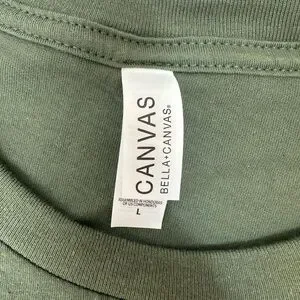 CANVAS
BELLA+CANVAS®
ASSEMBLED IN HONDURAS
OF US COMPONENTS
L